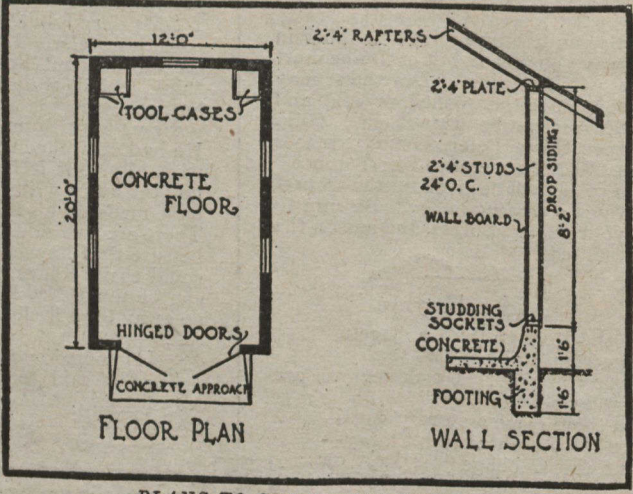 12'-0"
TOOL CASES
CONCRETE
FLOOR
20'-0"
HINGED DOORS
CONCRETE APPROACH
FLOOR PLAN
2"-4" RAFTERS
2"-4" PLATE
2"-4" STUDS
24" O. C.
DROP SIDING
8'-2"
WALL BOARD
STUDDING
SOCKETS
CONCRETE
1'-6"
FOOTING
1'-6"
WALL SECTION